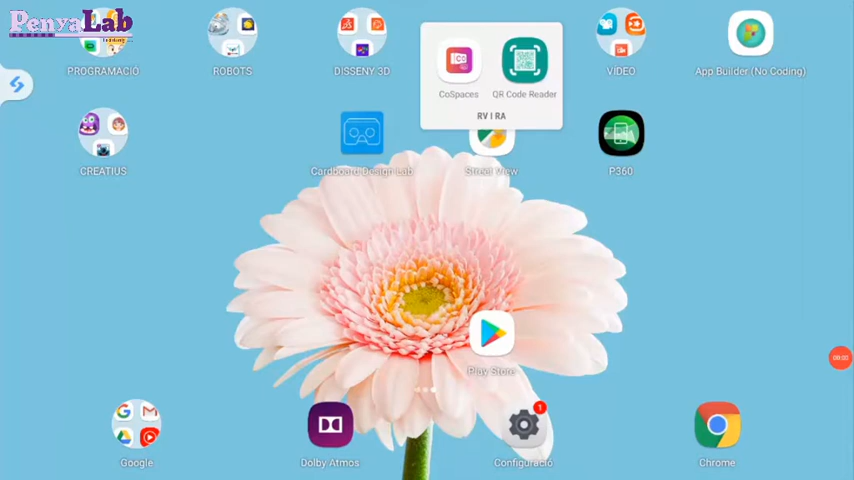 PenyaLab
PROGRAMACIÓ
ROBOTS
DISSENY 3D
CoSpaces
QR Code Reader
RV I RA
VIDEO
App Builder (No Coding)
CREATIUS
Cardboard Design Lab
Street View
P360
Play Store
Google
Dolby Atmos
1
Configuració
Chrome